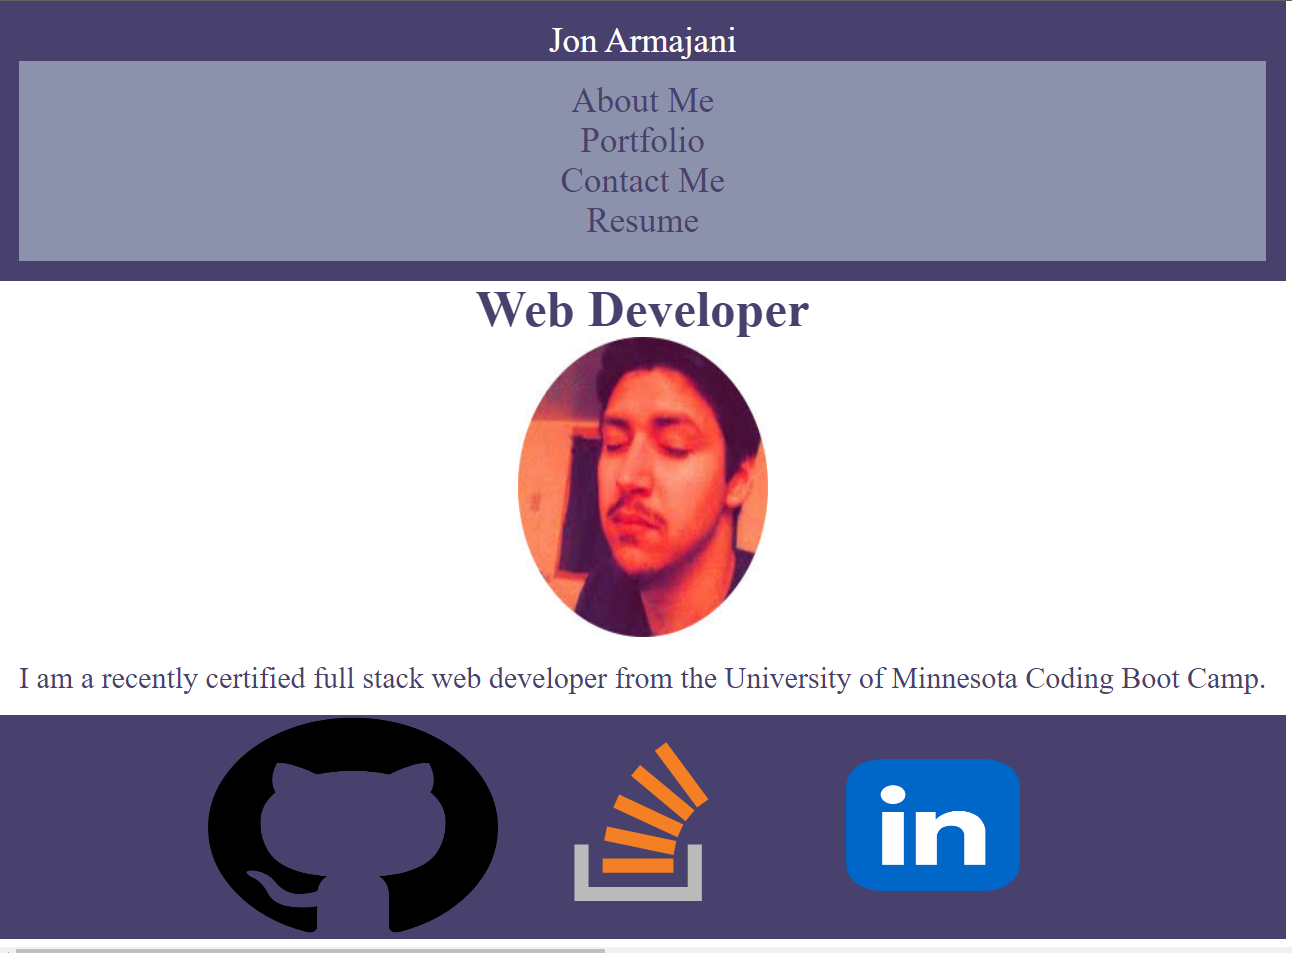 Jon Armajani
About Me
Portfolio
Contact Me
Resume
Web Developer
I am a recently certified full stack web developer from the University of Minnesota Coding Boot Camp.
in